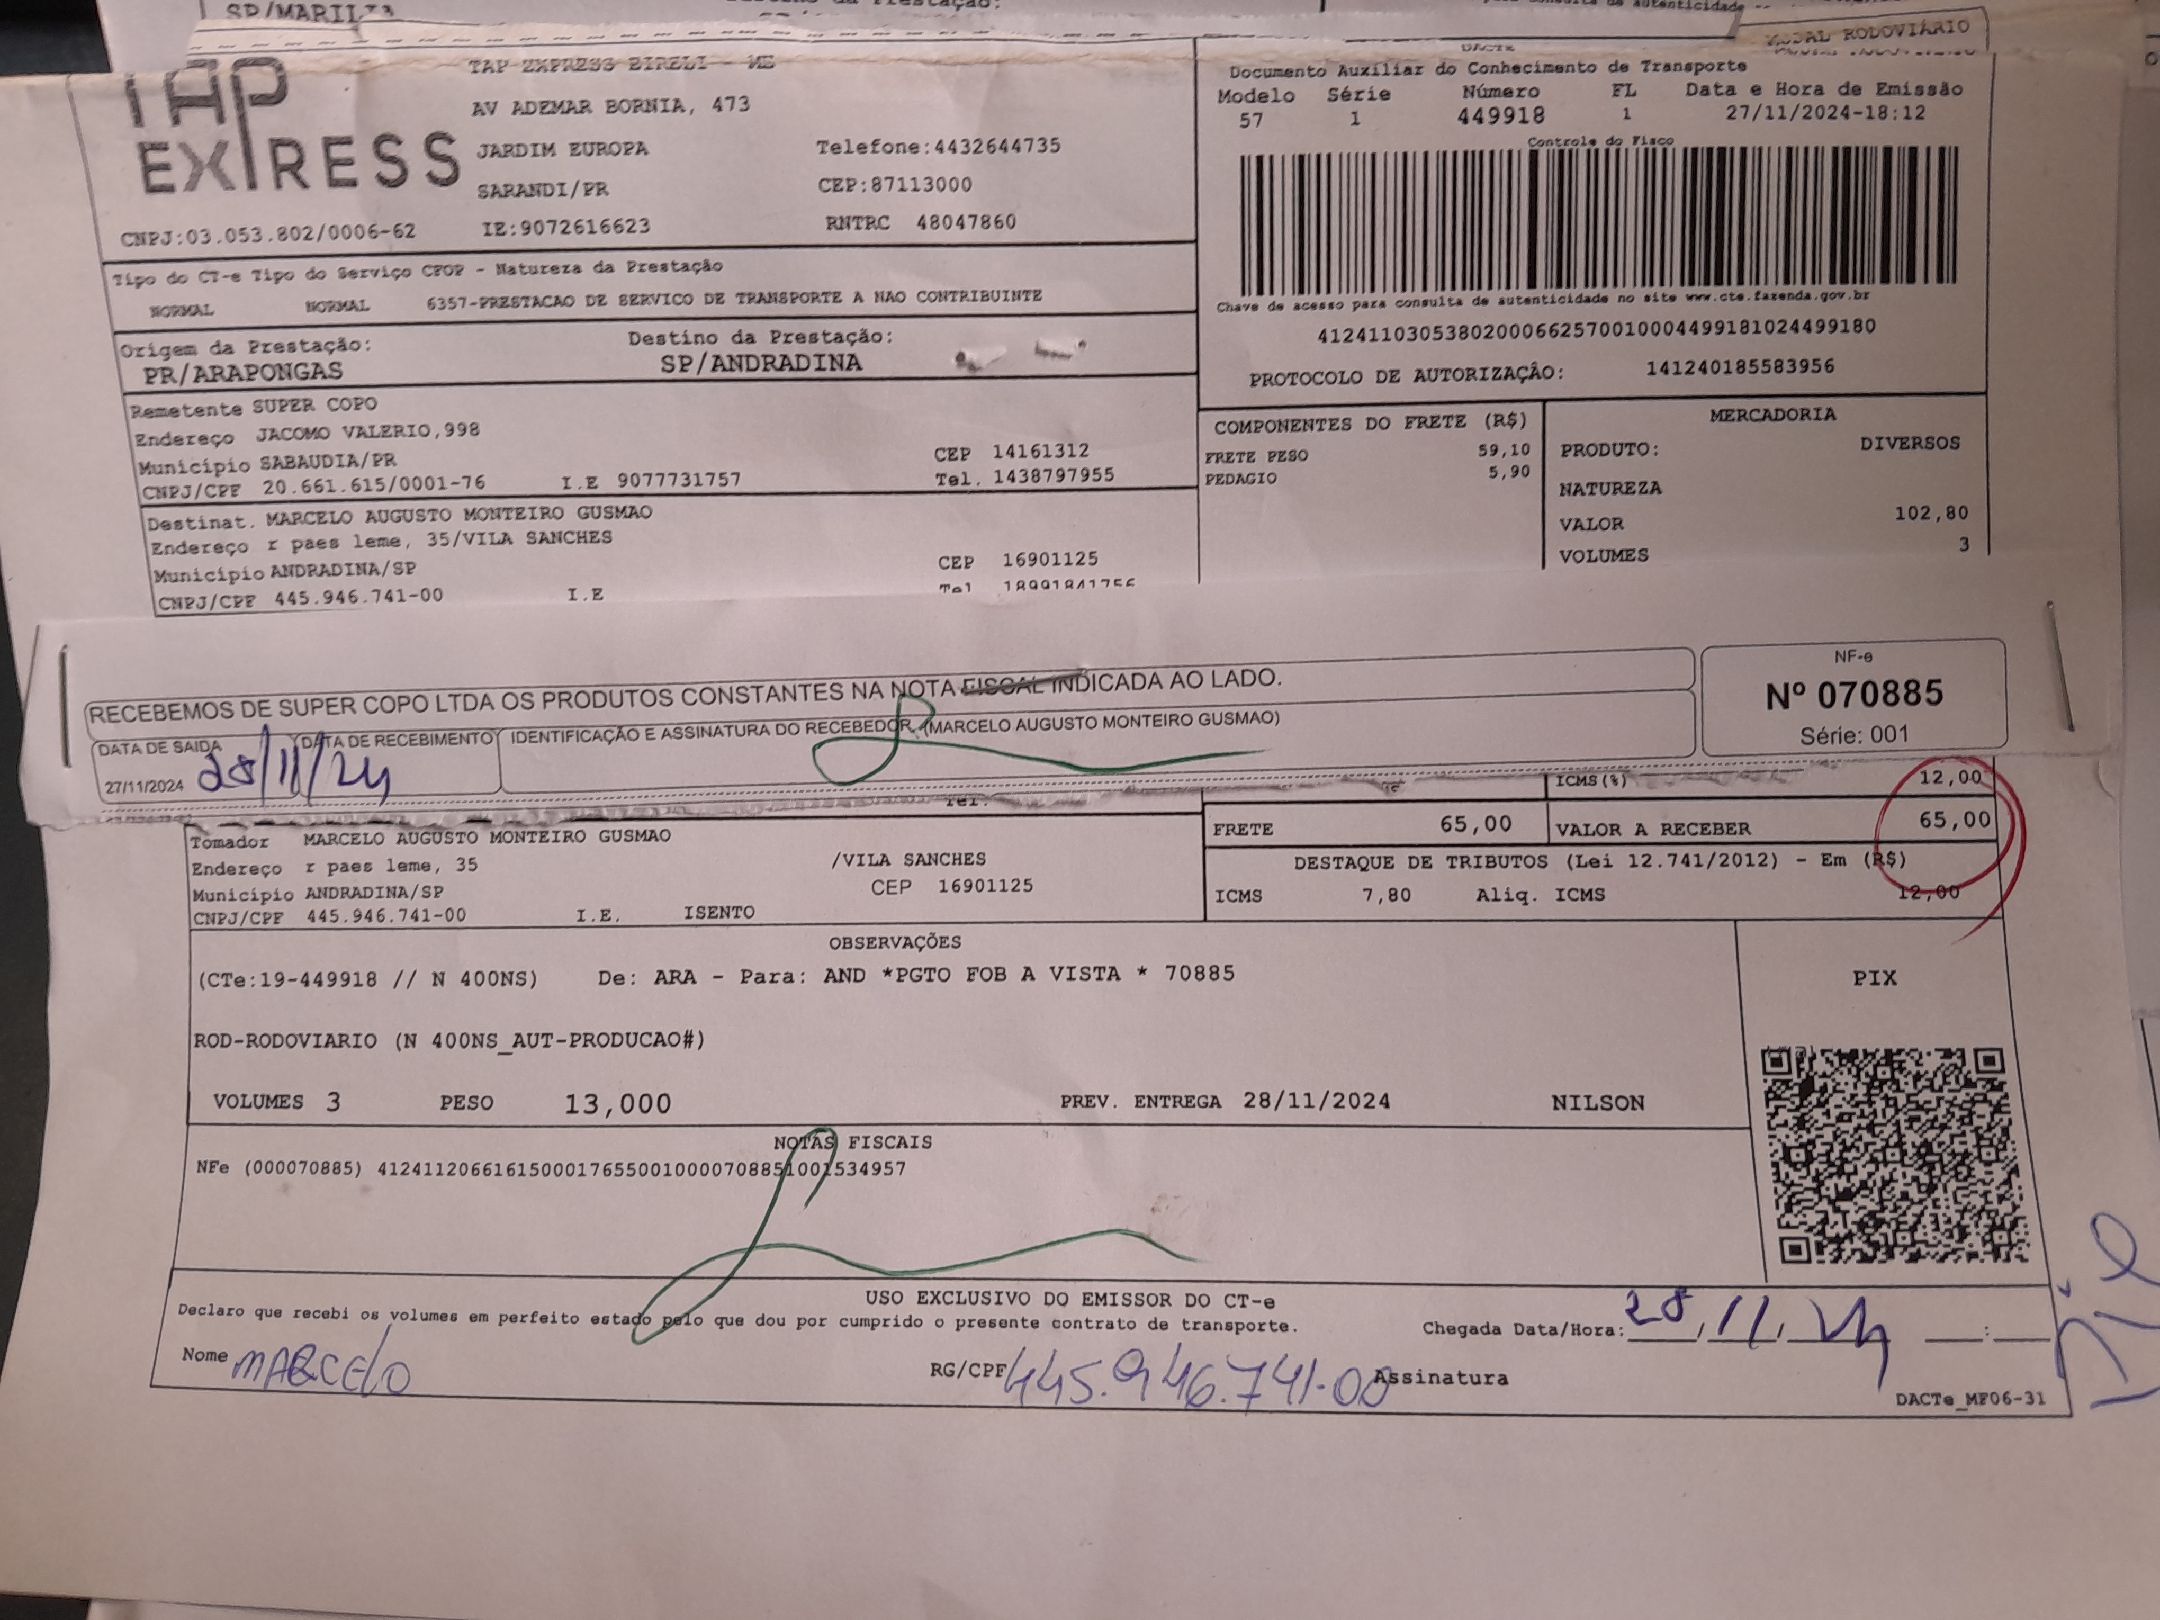 SP/MARILIA
MODAL RODOVIÁRIO
TAP EXPRESS
TAP EXPRESS EIRELI - ME
AV ADEMAR BORNIA, 473
JARDIM EUROPA Telefone:4432644735
SARANDI/PR CEP:87113000
CNPJ:03.053.802/0006-62 IE:9072616623 RNTRC 48047860
DACTE
Documento Auxiliar do Conhecimento de Transporte
Modelo Série Número FL Data e Hora de Emissão
57 1 449918 1 27/11/2024-18:12
Controle do Fisco
Chave de acesso para consulta de autenticidade no site www.cte.fazenda.gov.br
41241103053802000662570010004499181024499180
PROTOCOLO DE AUTORIZAÇÂO: 141240185583956
Tipo do CT-e Tipo do Serviço CFOP - Natureza da Prestação
NORMAL NORMAL 6357-PRESTACAO DE SERVICO DE TRANSPORTE A NAO CONTRIBUINTE
Origem da Prestação: Destino da Prestação:
PR/ARAPONGAS SP/ANDRADINA
Remetente SUPER COPO
Endereço JACOMO VALERIO,998
Município SABAUDIA/PR CEP 14161312
CNPJ/CPF 20.661.615/0001-76 I.E 9077731757 Tel. 1438797955
Destinat. MARCELO AUGUSTO MONTEIRO GUSMAO
Endereço r paes leme, 35/VILA SANCHES
Município ANDRADINA/SP CEP 16901125
CNPJ/CPF 445.946.741-00 I.E Tel 18991841756
COMPONENTES DO FRETE (R$)
FRETE PESO 59,10
PEDAGIO 5,90
MERCADORIA
PRODUTO: DIVERSOS
NATUREZA
VALOR 102,80
VOLUMES 3
RECEBEMOS DE SUPER COPO LTDA OS PRODUTOS CONSTANTES NA NOTA FISCAL INDICADA AO LADO.
DATA DE SAIDA DATA DE RECEBIMENTO IDENTIFICAÇÃO E ASSINATURA DO RECEBEDOR (MARCELO AUGUSTO MONTEIRO GUSMAO)
27/11/2024 28/11/24
NF-e
Nº 070885
Série: 001
Tel.
ICMS(%) 12,00
FRETE 65,00 VALOR A RECEBER 65,00
DESTAQUE DE TRIBUTOS (Lei 12.741/2012) - Em (R$)
ICMS 7,80 Aliq. ICMS 12,00
Tomador MARCELO AUGUSTO MONTEIRO GUSMAO
Endereço r paes leme, 35 /VILA SANCHES
Município ANDRADINA/SP CEP 16901125
CNPJ/CPF 445.946.741-00 I.E. ISENTO
OBSERVAÇÕES
(CTe:19-449918 // N 400NS) De: ARA - Para: AND *PGTO FOB A VISTA * 70885
ROD-RODOVIARIO (N 400NS_AUT-PRODUCAO#)
VOLUMES 3 PESO 13,000 PREV. ENTREGA 28/11/2024 NILSON
PIX
NOTAS FISCAIS
NFe (000070885) 41241120661615000176550010000708851001534957
USO EXCLUSIVO DO EMISSOR DO CT-e
Declaro que recebi os volumes em perfeito estado pelo que dou por cumprido o presente contrato de transporte.
Chegada Data/Hora: 28/11/24 __:__
Nome MARCELO RG/CPF 445.946.741-00 Assinatura
DACTe_MF06-31